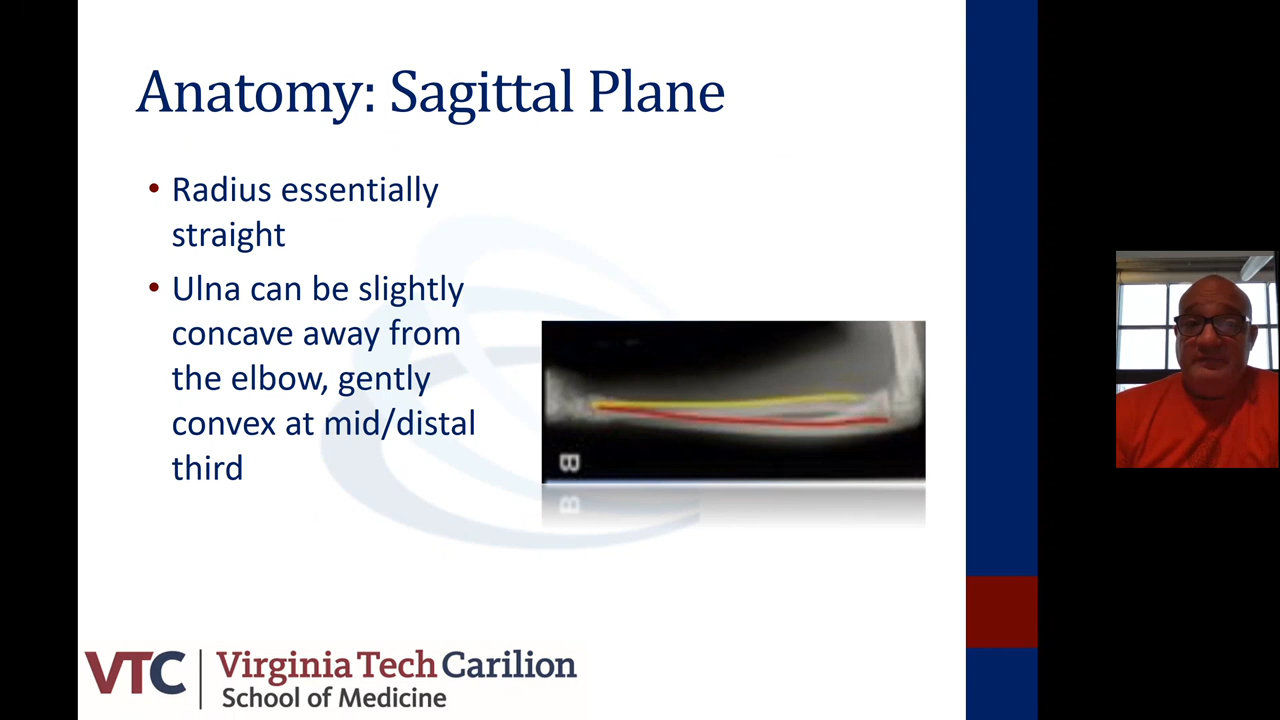 Anatomy: Sagittal Plane
• Radius essentially
straight
• Ulna can be slightly
concave away from
the elbow, gently
convex at mid/distal
third
B
VTC
Virginia Tech Carilion
School of Medicine